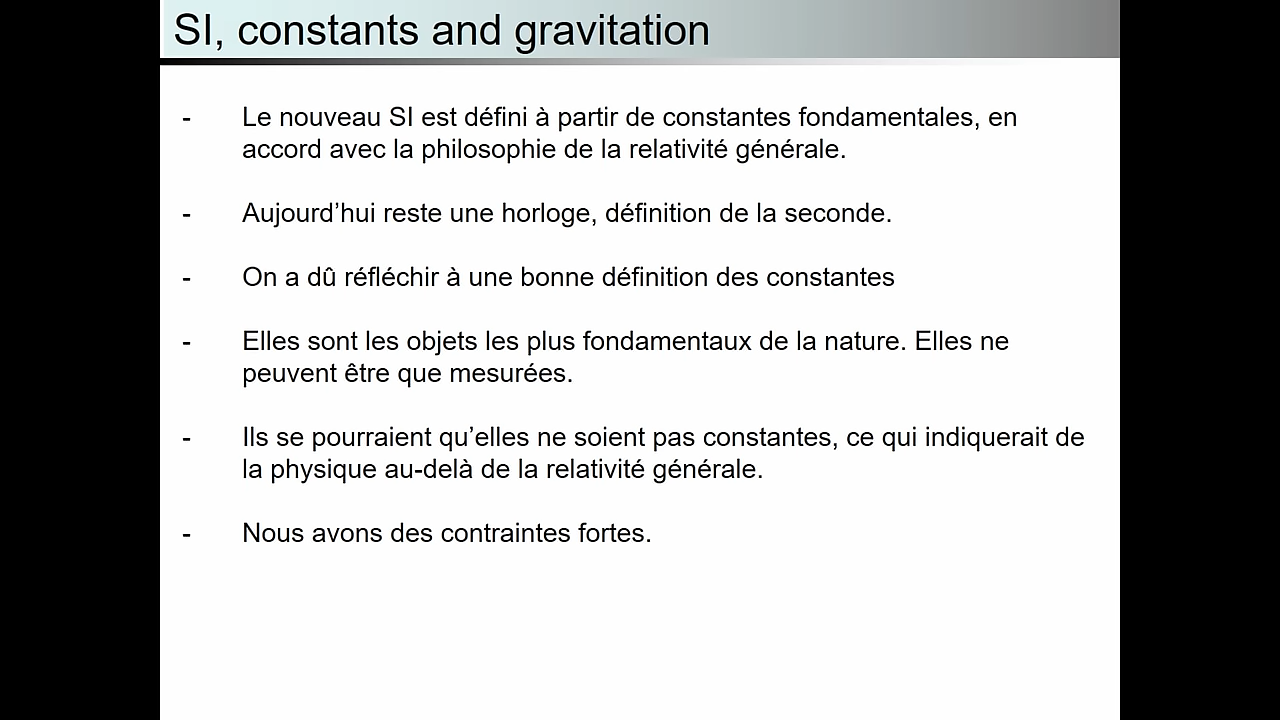 SI, constants and gravitation
- Le nouveau SI est défini à partir de constantes fondamentales, en
accord avec la philosophie de la relativité générale.
- Aujourd’hui reste une horloge, définition de la seconde.
- On a dû réfléchir à une bonne définition des constantes
- Elles sont les objets les plus fondamentaux de la nature. Elles ne
peuvent être que mesurées.
- Ils se pourraient qu’elles ne soient pas constantes, ce qui indiquerait de
la physique au-delà de la relativité générale.
- Nous avons des contraintes fortes.